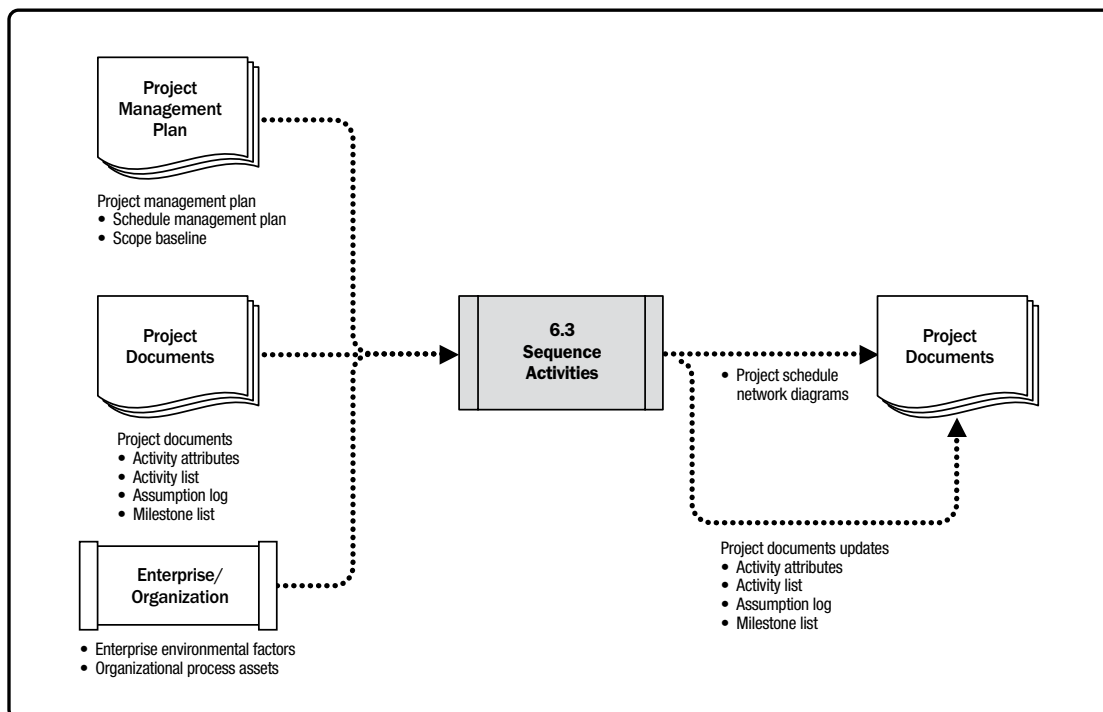 Project
Management
Plan
Project management plan
• Schedule management plan
• Scope baseline
Project
Documents
Project documents
• Activity attributes
• Activity list
• Assumption log
• Milestone list
Enterprise/
Organization
• Enterprise environmental factors
• Organizational process assets
6.3
Sequence
Activities
• Project schedule
network diagrams
Project
Documents
Project documents updates
• Activity attributes
• Activity list
• Assumption log
• Milestone list